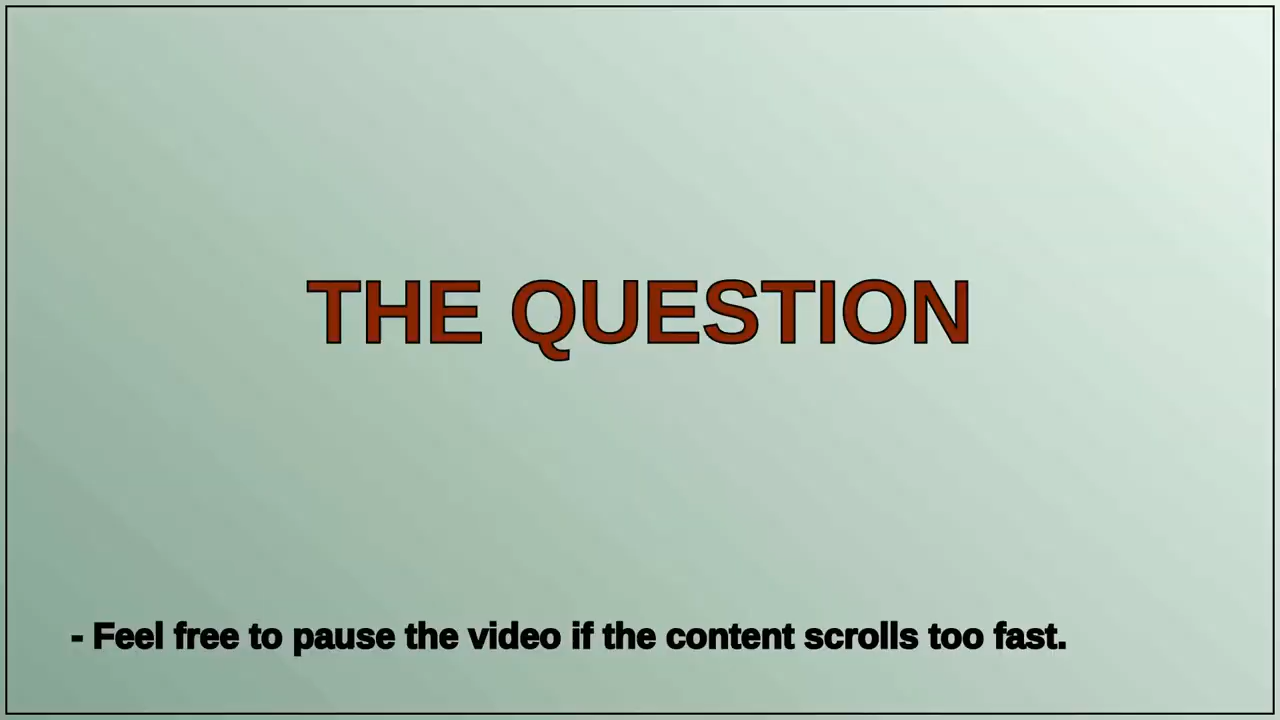 THE QUESTION
- Feel free to pause the video if the content scrolls too fast.